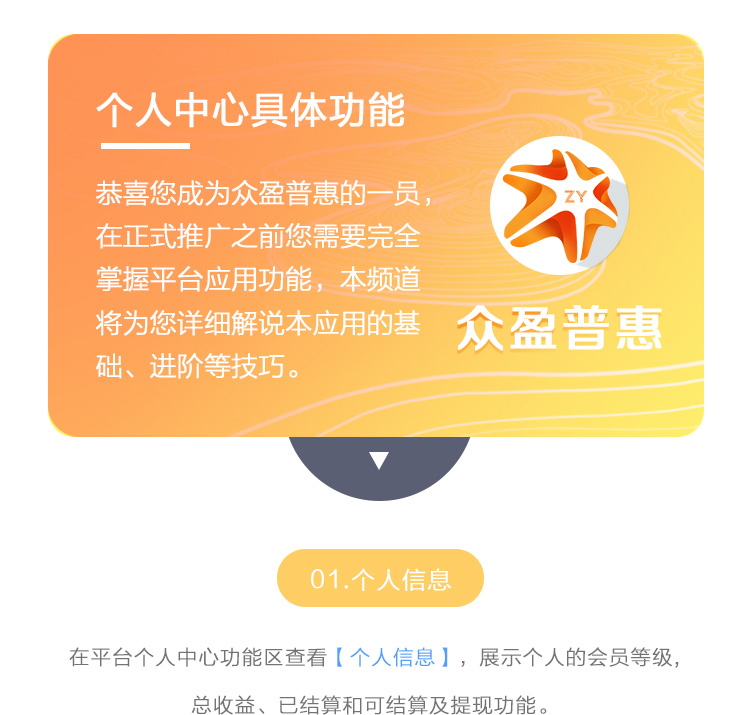 个人中心具体功能
恭喜您成为众盈普惠的一员，
在正式推广之前您需要完全
掌握平台应用功能，本频道
将为您详细解说本应用的基
础、进阶等技巧。
ZY
众盈普惠
01.个人信息
在平台个人中心功能区查看【个人信息】，展示个人的会员等级，
总收益、已结算和可结算及提现功能。